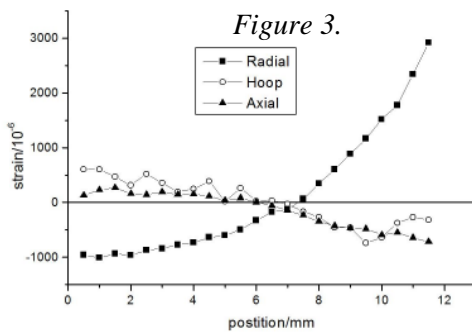 Figure 3.
Radial
Hoop
Axial
3000
2000
1000
0
-1000
strain/10⁻⁶
0 2 4 6 8 10 12
postition/mm